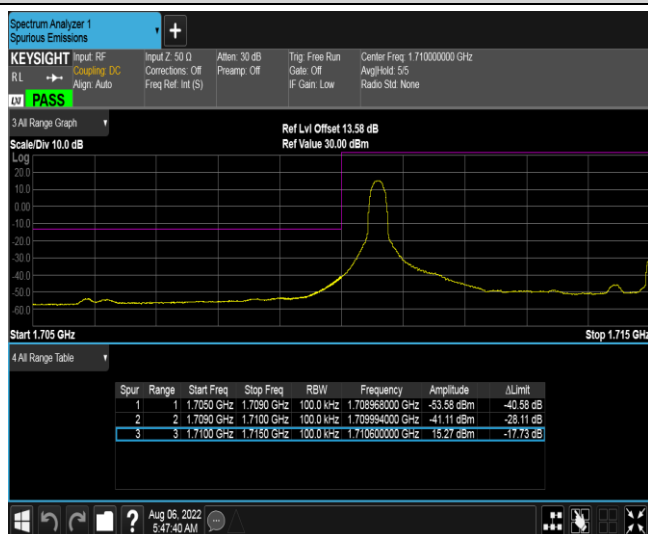 Spectrum Analyzer 1
Spurious Emissions
+
KEYSIGHT Input: RF Input Z: 50 Ω Atten: 30 dB Trig: Free Run Center Freq: 1.710000000 GHz
RL Coupling: DC Corrections: Off Preamp: Off Gate: Off Avg|Hold: 5/5
Align: Auto Freq Ref: Int (S) IF Gain: Low Radio Std: None
LXI PASS
3 All Range Graph
Ref Lvl Offset 13.58 dB
Scale/Div 10.0 dB Ref Value 30.00 dBm
Log
20.0
10.0
0.00
-10.0
-20.0
-30.0
-40.0
-50.0
-60.0
Start 1.705 GHz Stop 1.715 GHz
4 All Range Table
Spur Range Start Freq Stop Freq RBW Frequency Amplitude ΔLimit
1 1 1.7050 GHz 1.7090 GHz 100.0 kHz 1.708968000 GHz -53.58 dBm -40.58 dB
2 2 1.7090 GHz 1.7100 GHz 100.0 kHz 1.709994000 GHz -41.11 dBm -28.11 dB
3 3 1.7100 GHz 1.7150 GHz 100.0 kHz 1.710600000 GHz 15.27 dBm -17.73 dB
? Aug 06, 2022
5:47:40 AM